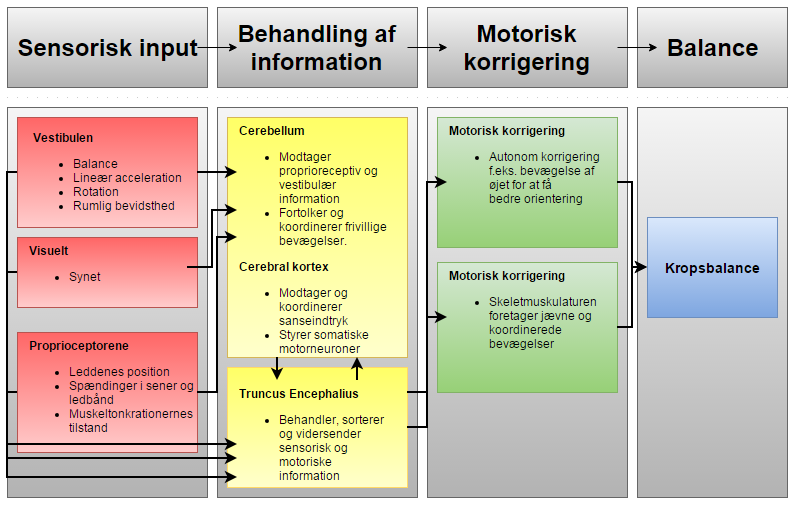 Sensorisk input
Behandling af
information
Motorisk
korrigering
Balance
Vestibulen
Balance
Lineær acceleration
Rotation
Rumlig bevidsthed
Visuelt
Synet
Proprioceptorene
Leddenes position
Spændinger i sener og
ledbånd
Muskeltonkrationernes
tilstand
Cerebellum
Modtager
proprioreceptiv og
vestibulær
information
Fortolker og
koordinerer frivillige
bevægelser.
Cerebral kortex
Modtager og
koordinerer
sanseindtryk
Styrer somatiske
motorneuroner
Truncus Encephalius
Behandler, sorterer
og vidersender
sensorisk og
motoriske
information
Motorisk korrigering
Autonom korrigering
f.eks. bevægelse af
øjet for at få
bedre orientering
Motorisk korrigering
Skeletmuskulaturen
foretager jævne og
koordinerede
bevægelser
Kropsbalance